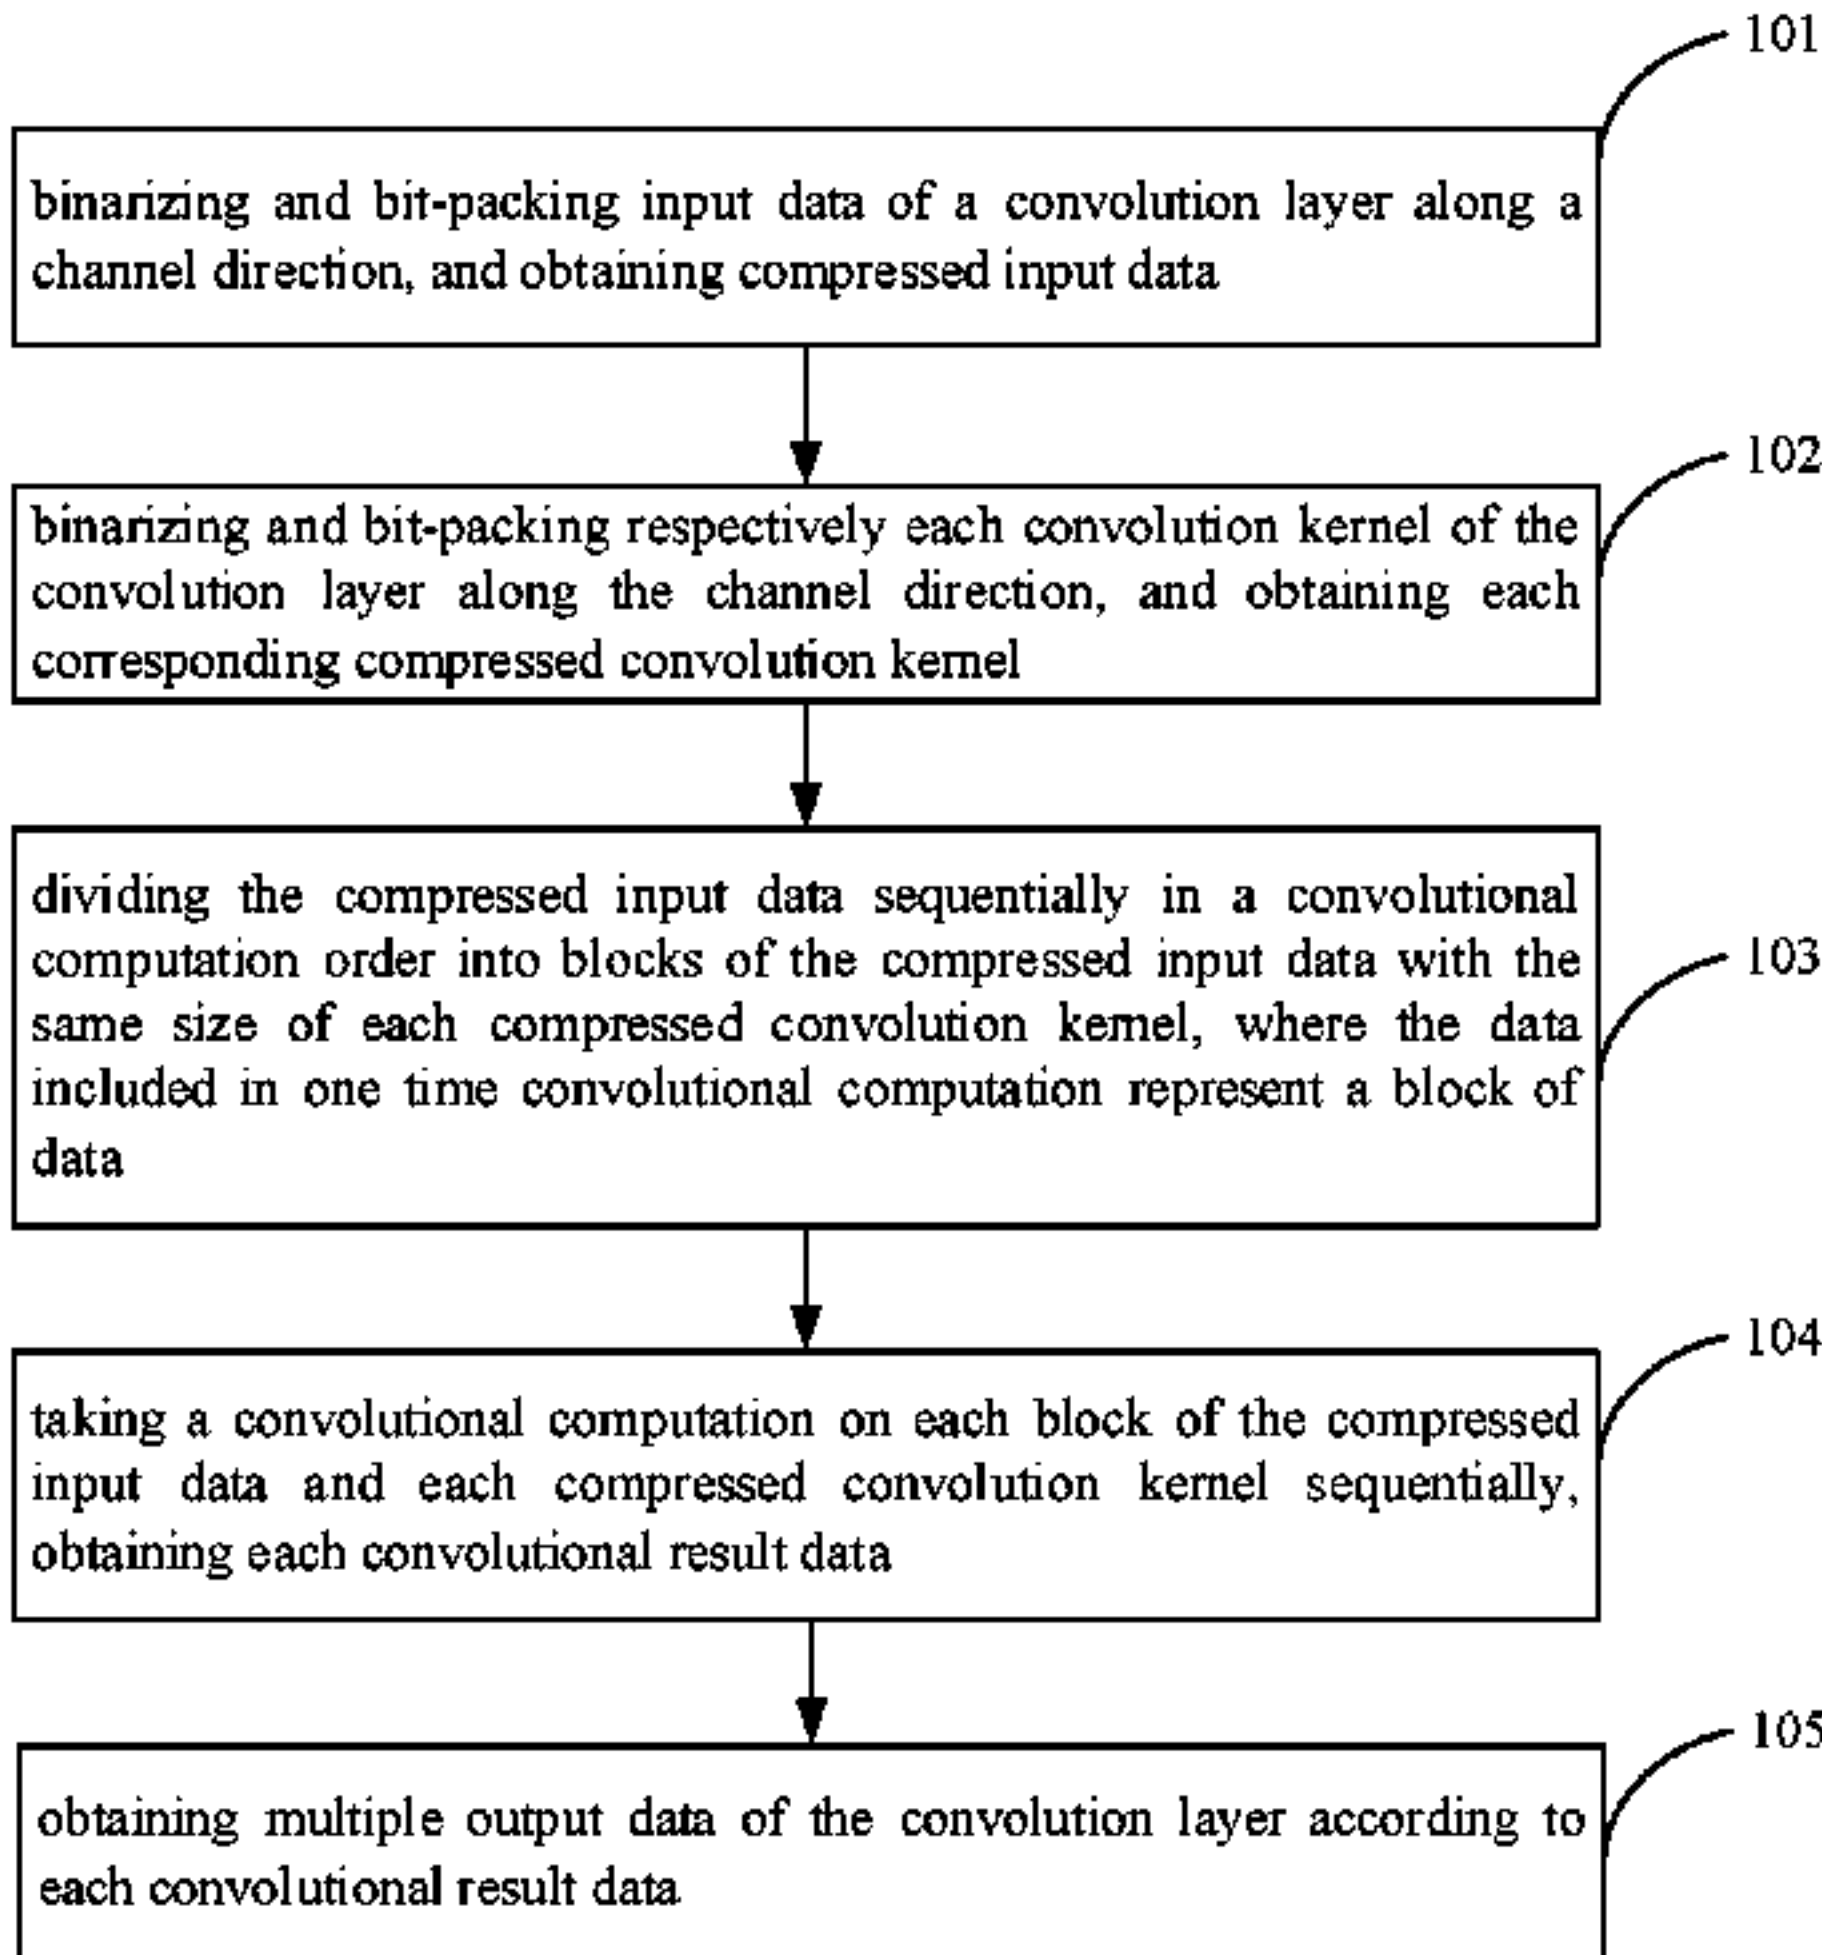 101
binarizing and bit-packing input data of a convolution layer along a
channel direction, and obtaining compressed input data
102
binarizing and bit-packing respectively each convolution kernel of the
convolution layer along the channel direction, and obtaining each
corresponding compressed convolution kernel
dividing the compressed input data sequentially in a convolutional
computation order into blocks of the compressed input data with the
103
same size of each compressed convolution kernel, where the data
included in one time convolutional computation represent a block of
data
104
taking a convolutional computation on each block of the compressed
input data and each compressed convolution kernel sequentially,
obtaining each convolutional result data
105
obtaining multiple output data of the convolution layer according to
each convolutional result data